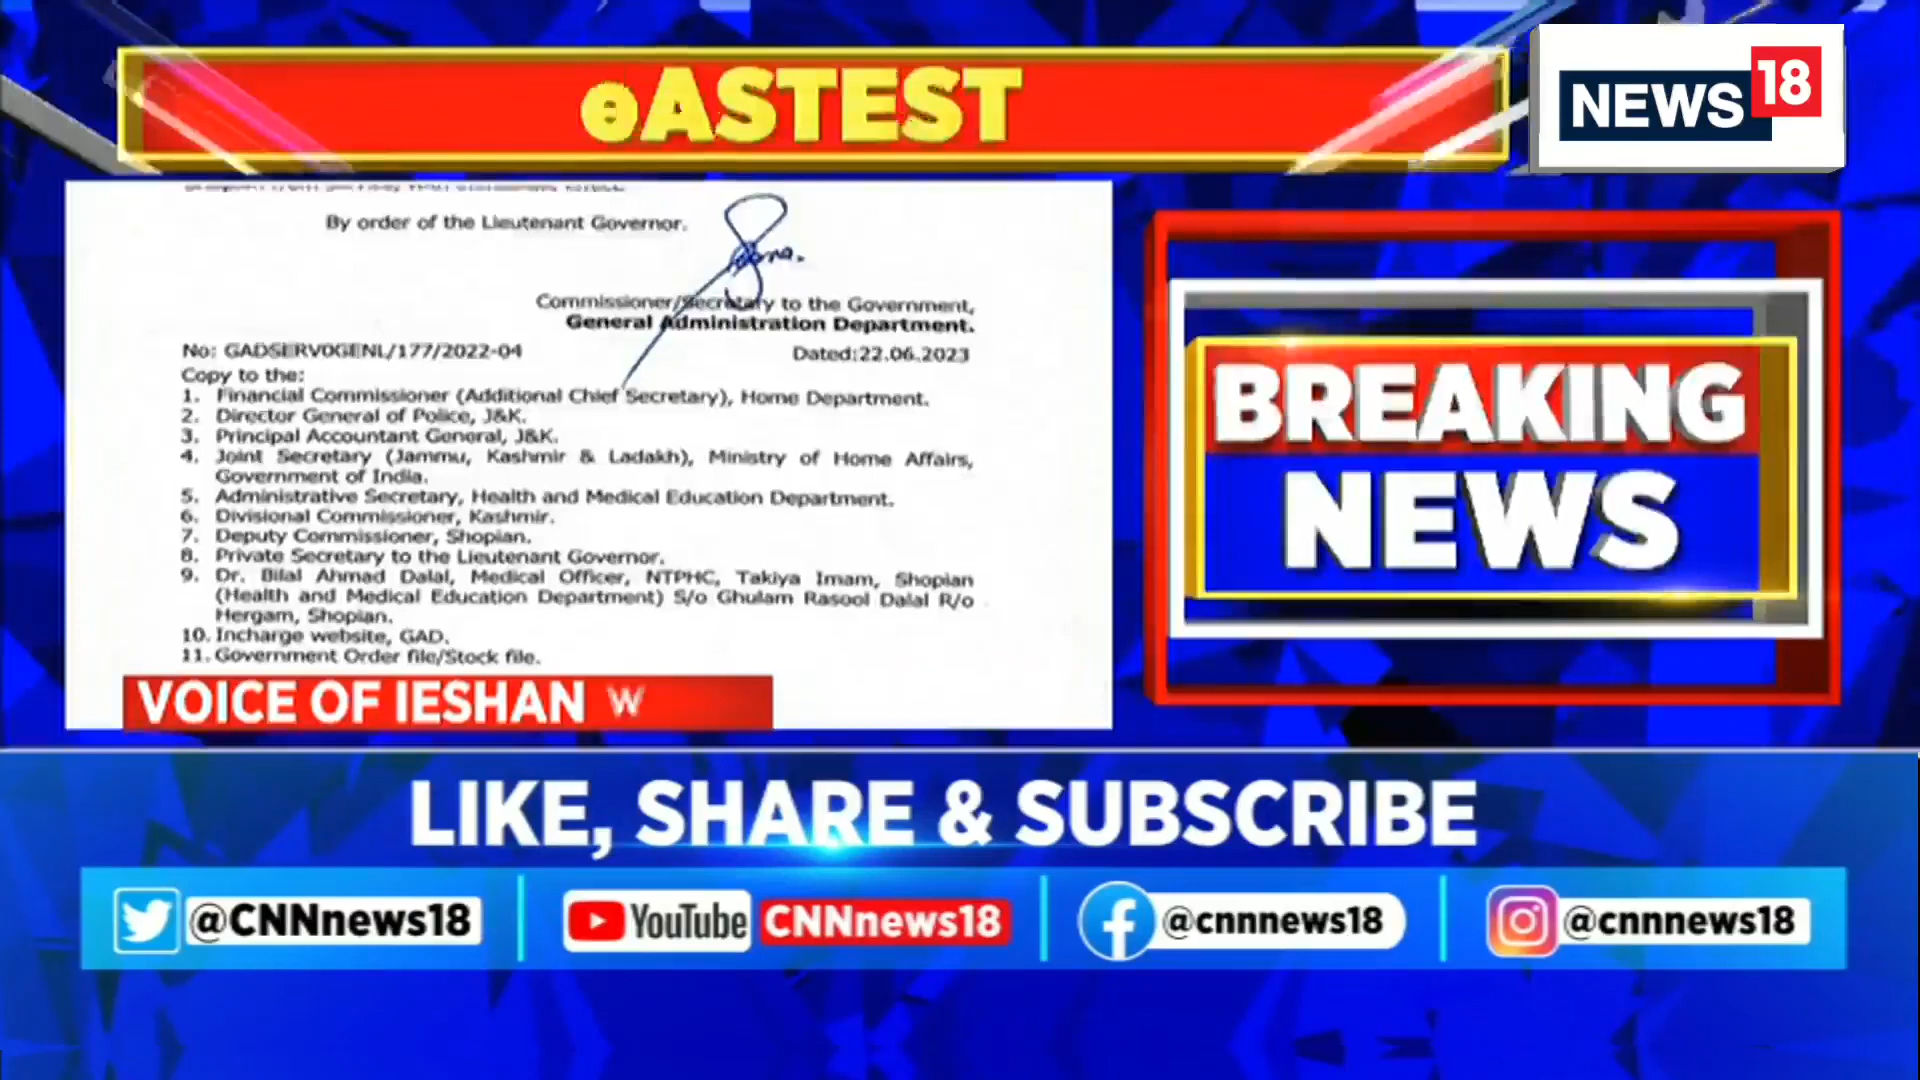 eASTEST
NEWS 18
By order of the Lieutenant Governor.
Commissioner/Secretary to the Government,
General Administration Department.
No: GADSERV0GENL/177/2022-04 Dated:22.06.2023
Copy to the:
1. Financial Commissioner (Additional Chief Secretary), Home Department.
2. Director General of Police, J&K.
3. Principal Accountant General, J&K.
4. Joint Secretary (Jammu, Kashmir & Ladakh), Ministry of Home Affairs,
Government of India.
5. Administrative Secretary, Health and Medical Education Department.
6. Divisional Commissioner, Kashmir.
7. Deputy Commissioner, Shopian.
8. Private Secretary to the Lieutenant Governor.
9. Dr. Bilal Ahmad Dalal, Medical Officer, NTPHC, Takiya Imam, Shopian
(Health and Medical Education Department) S/o Ghulam Rasool Dalal R/o
Hergam, Shopian.
10. Incharge website, GAD.
11. Government Order file/Stock file.
VOICE OF IESHAN W
BREAKING
NEWS
LIKE, SHARE & SUBSCRIBE
@CNNnews18 YouTube CNNnews18 @cnnnews18 @cnnnews18